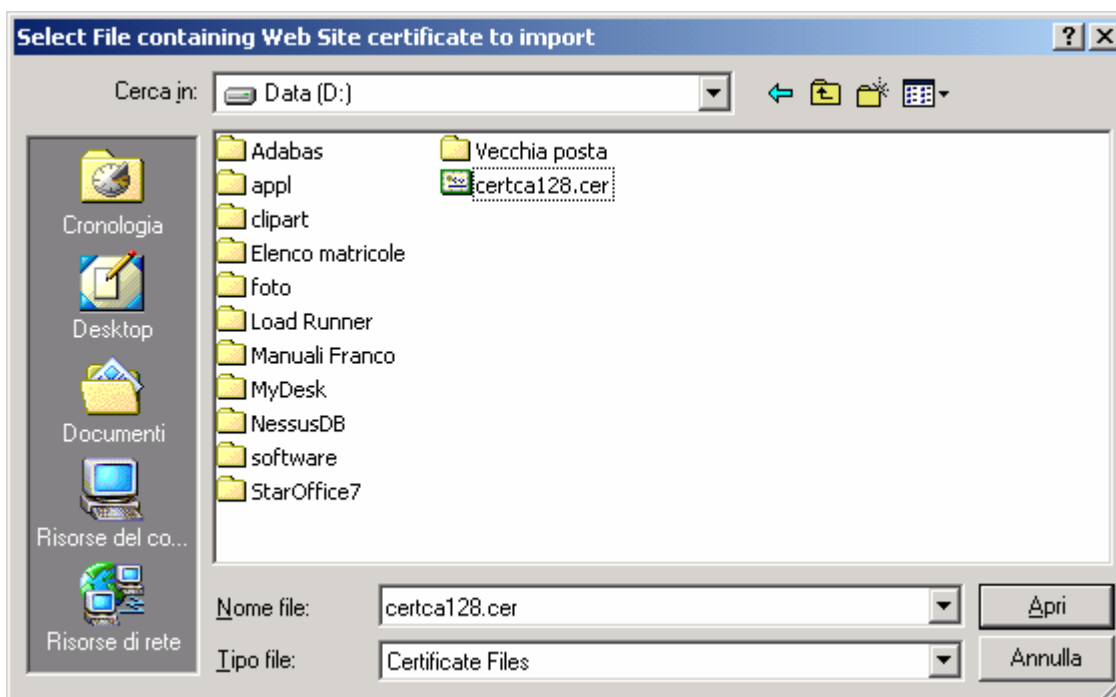 Select File containing Web Site certificate to import
Cerca in: Data (D:)
Cronologia
Desktop
Documenti
Risorse del co...
Risorse di rete
Adabas
appl
clipart
Elenco matricole
foto
Load Runner
Manuali Franco
MyDesk
NessusDB
software
StarOffice7
Vecchia posta
certca128.cer
Nome file: certca128.cer Apri
Tipo file: Certificate Files Annulla